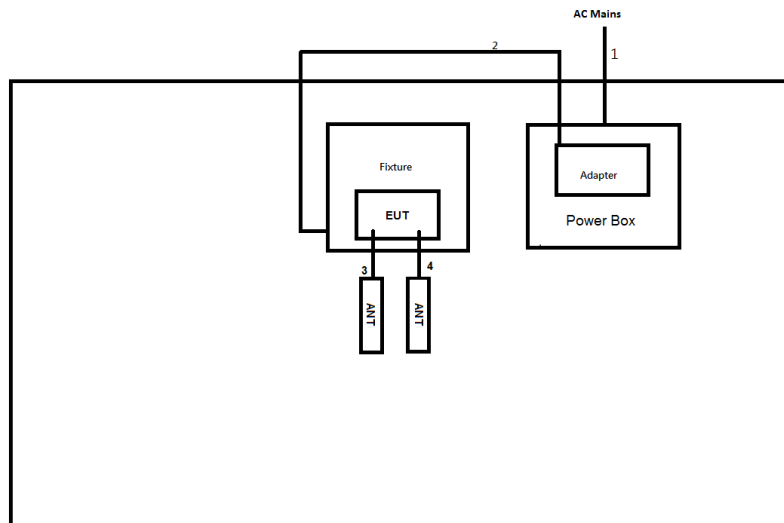 AC Mains
2
1
Fixture
Adapter
EUT
Power Box
3
4
ANT
ANT